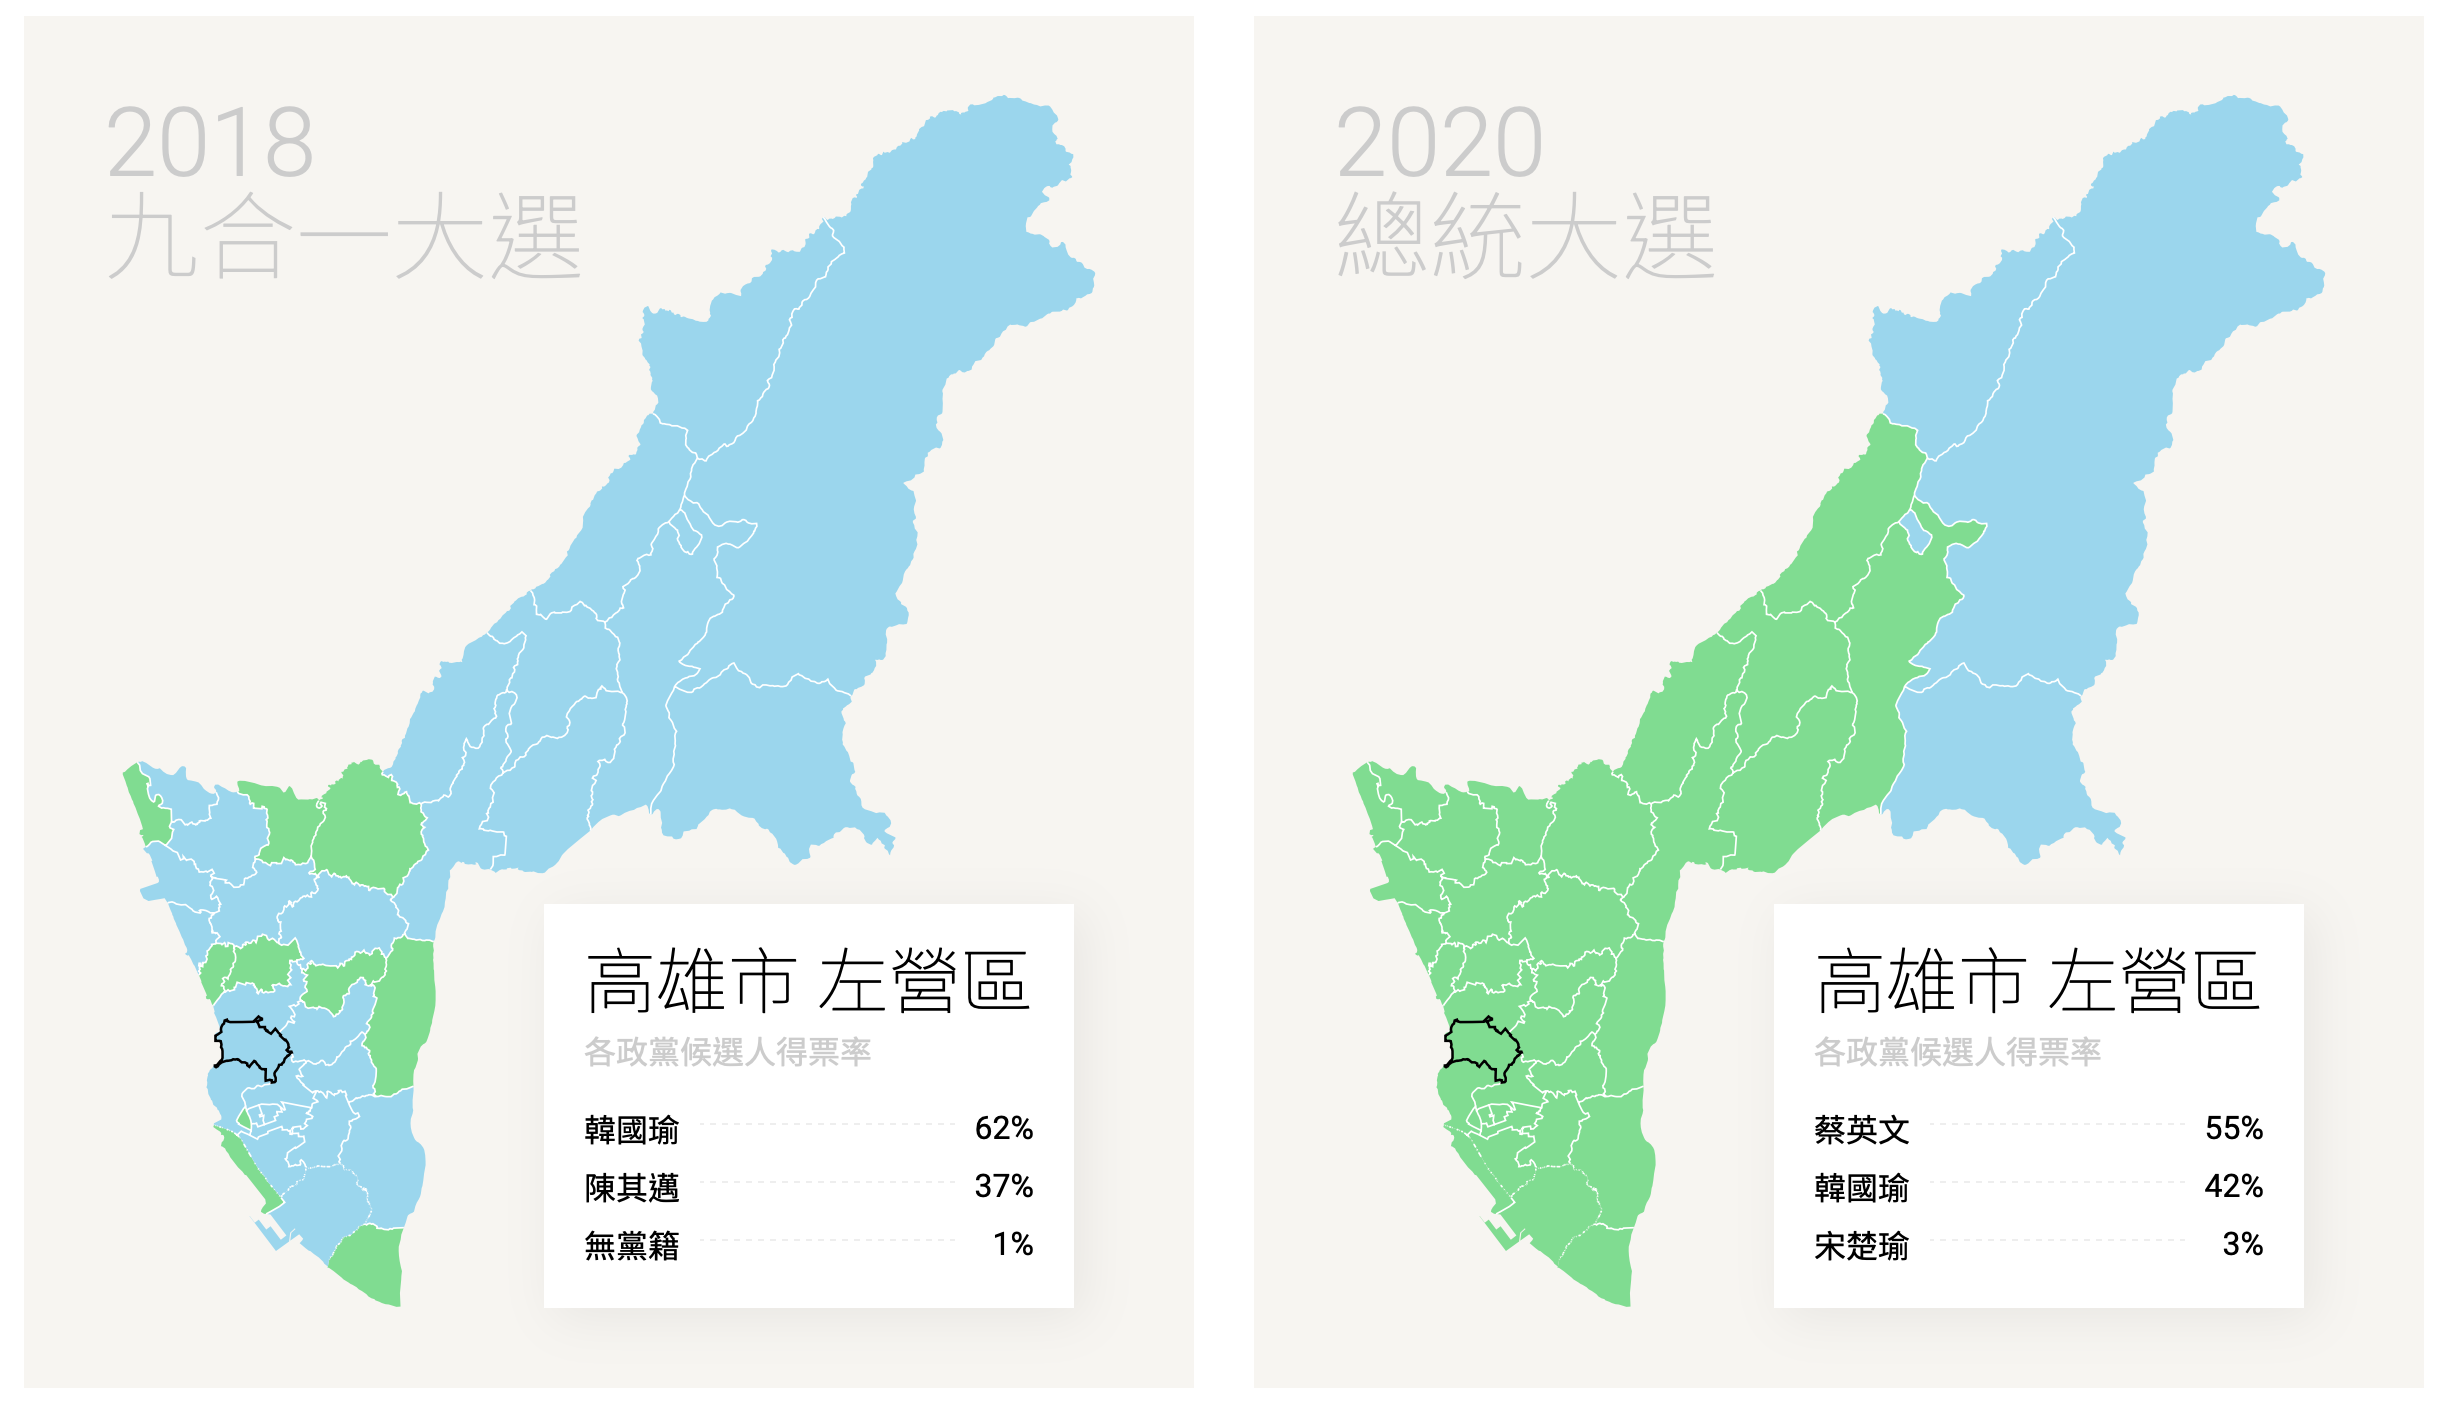 2018
九合一大選
高雄市 左營區
各政黨候選人得票率
韓國瑜 62%
陳其邁 37%
無黨籍 1%
2020
總統大選
高雄市 左營區
各政黨候選人得票率
蔡英文 55%
韓國瑜 42%
宋楚瑜 3%